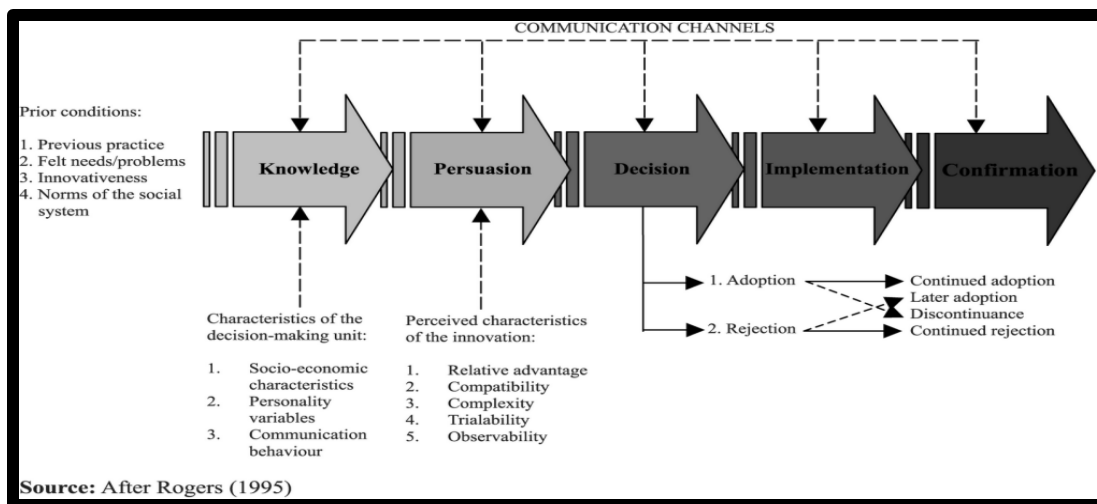 COMMUNICATION CHANNELS
Prior conditions:
1. Previous practice
2. Felt needs/problems
3. Innovativeness
4. Norms of the social
system
Knowledge
Persuasion
Decision
Implementation
Confirmation
1. Adoption
2. Rejection
Continued adoption
Later adoption
Discontinuance
Continued rejection
Characteristics of the
decision-making unit:
1. Socio-economic
characteristics
2. Personality
variables
3. Communication
behaviour
Perceived characteristics
of the innovation:
1. Relative advantage
2. Compatibility
3. Complexity
4. Trialability
5. Observability
Source: After Rogers (1995)